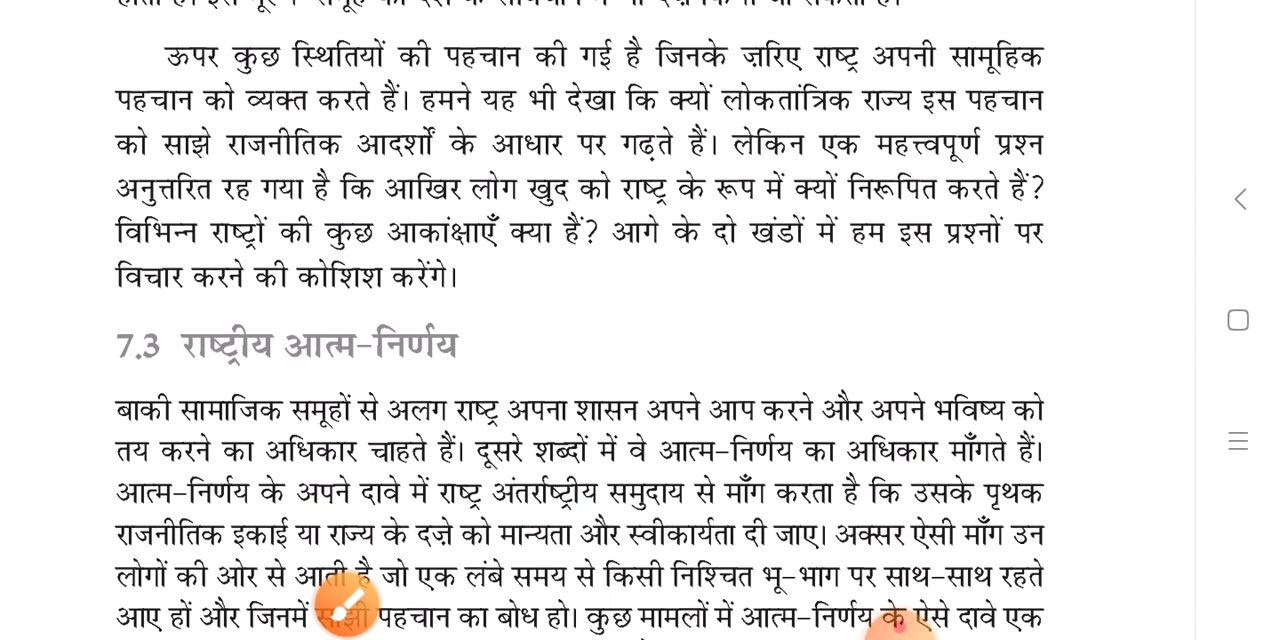 ऊपर कुछ स्थितियों की पहचान की गई है जिनके ज़रिए राष्ट्र अपनी सामूहिक
पहचान को व्यक्त करते हैं। हमने यह भी देखा कि क्यों लोकतांत्रिक राज्य इस पहचान
को साझे राजनीतिक आदर्शों के आधार पर गढ़ते हैं। लेकिन एक महत्त्वपूर्ण प्रश्न
अनुत्तरित रह गया है कि आखिर लोग खुद को राष्ट्र के रूप में क्यों निरूपित करते हैं?
विभिन्न राष्ट्रों की कुछ आकांक्षाएँ क्या हैं? आगे के दो खंडों में हम इस प्रश्नों पर
विचार करने की कोशिश करेंगे।
7.3 राष्ट्रीय आत्म-निर्णय
बाकी सामाजिक समूहों से अलग राष्ट्र अपना शासन अपने आप करने और अपने भविष्य को
तय करने का अधिकार चाहते हैं। दूसरे शब्दों में वे आत्म-निर्णय का अधिकार माँगते हैं।
आत्म-निर्णय के अपने दावे में राष्ट्र अंतर्राष्ट्रीय समुदाय से माँग करता है कि उसके पृथक
राजनीतिक इकाई या राज्य के दर्जे को मान्यता और स्वीकार्यता दी जाए। अक्सर ऐसी माँग उन
लोगों की ओर से आती है जो एक लंबे समय से किसी निश्चित भू-भाग पर साथ-साथ रहते
आए हों और जिनमें साझी पहचान का बोध हो। कुछ मामलों में आत्म-निर्णय के ऐसे दावे एक